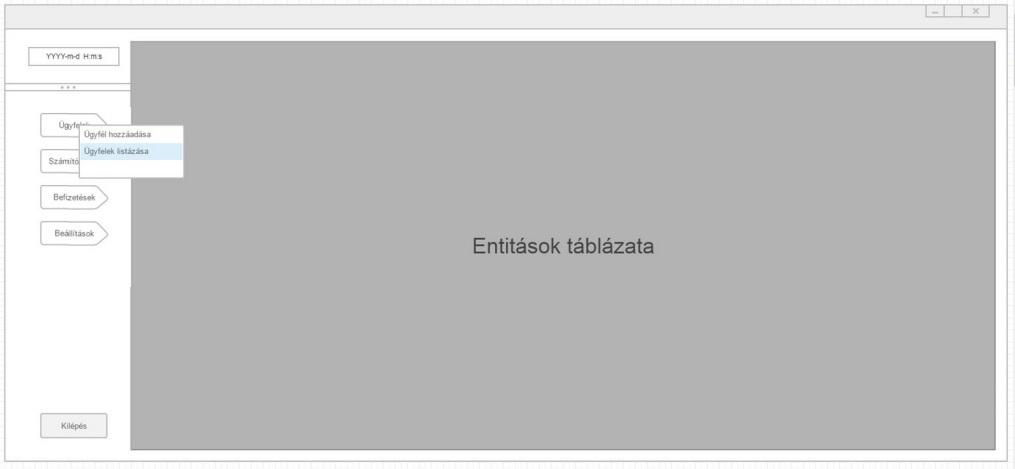 YYYY-m-d H:m:s
Ügyfél hozzáadása
Ügyfelek listázása
Befizetések
Beállítások
Entitások táblázata
Kilépés